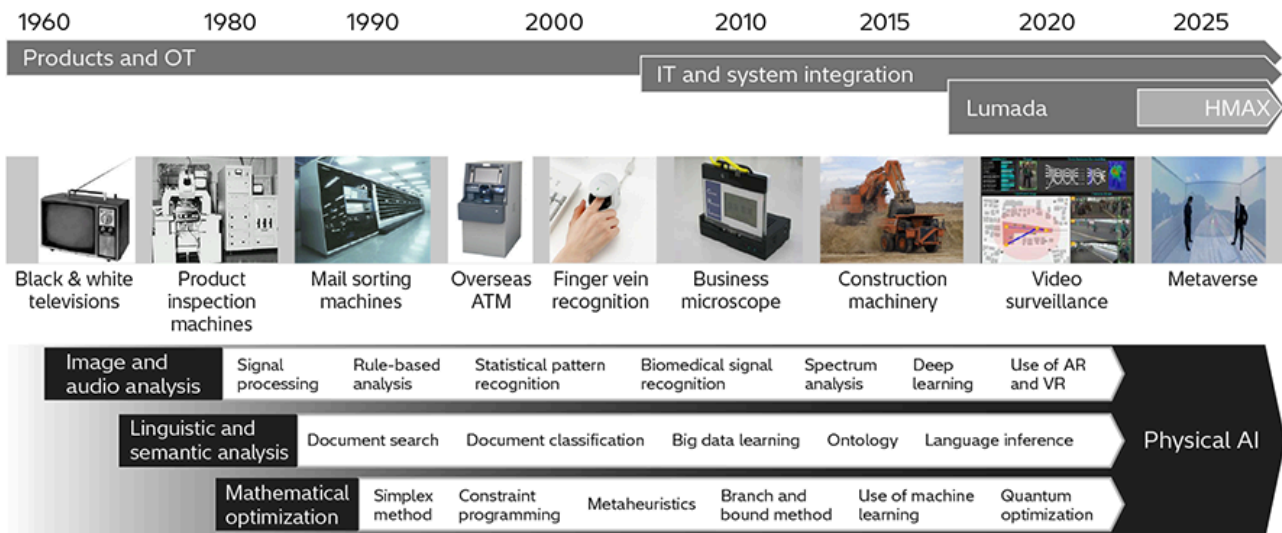 1960 1980 1990 2000 2010 2015 2020 2025
Products and OT
IT and system integration
Lumada HMAX
Black & white
televisions
Product
inspection
machines
Mail sorting
machines
Overseas
ATM
Finger vein
recognition
Business
microscope
Construction
machinery
Video
surveillance
Metaverse
Image and
audio analysis
Signal
processing
Rule-based
analysis
Statistical pattern
recognition
Biomedical signal
recognition
Spectrum
analysis
Deep
learning
Use of AR
and VR
Linguistic and
semantic analysis
Document search
Document classification
Big data learning
Ontology
Language inference
Mathematical
optimization
Simplex
method
Constraint
programming
Metaheuristics
Branch and
bound method
Use of machine
learning
Quantum
optimization
Physical AI